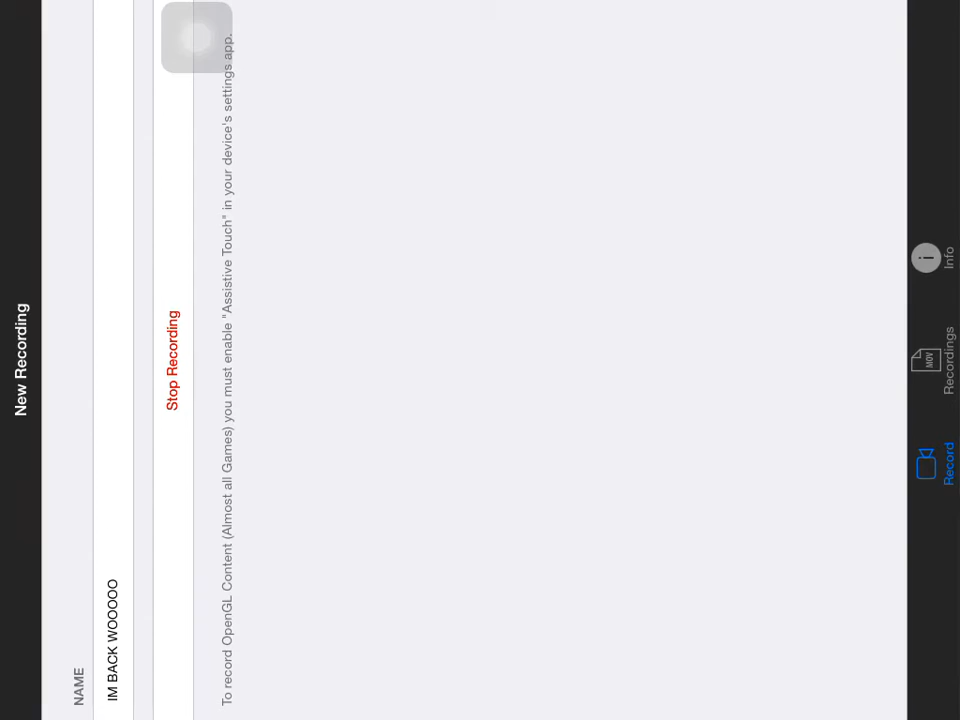 New Recording
NAME
IM BACK WOOOOO
Stop Recording
To record OpenGL Content (Almost all Games) you must enable "Assistive Touch" in your device's settings app.
Record
MOV
Recordings
i
Info